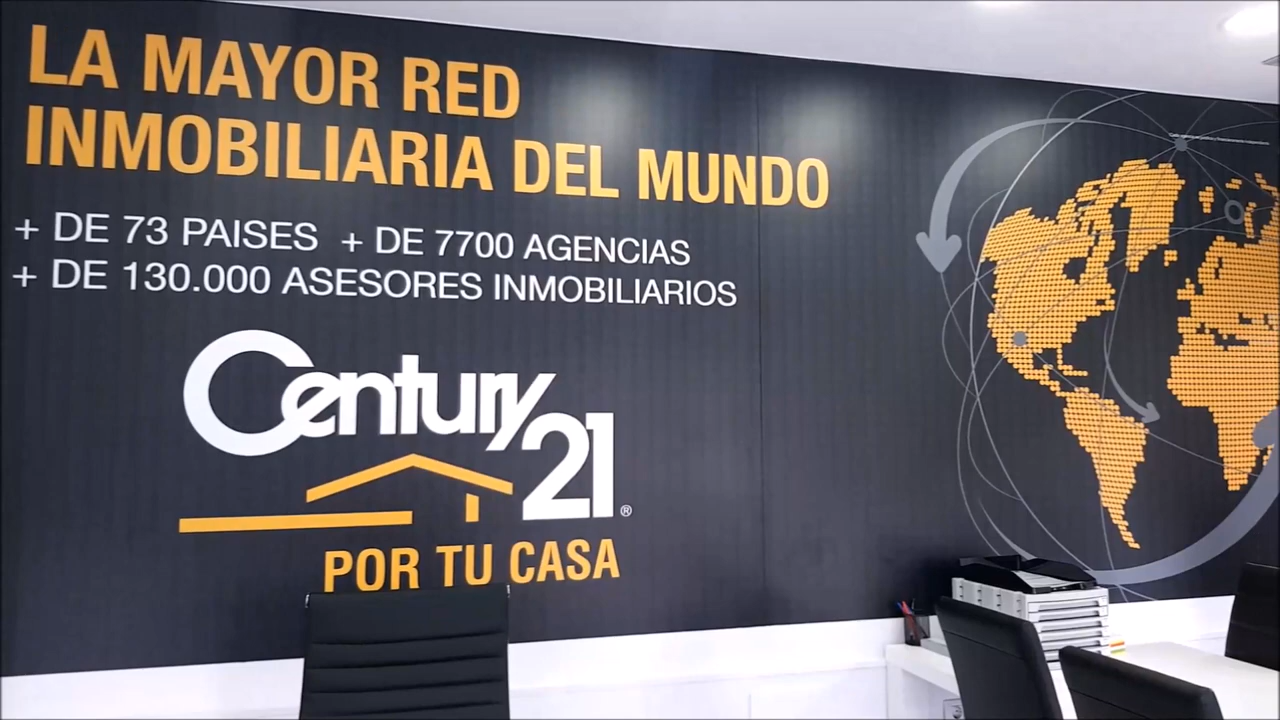 LA MAYOR RED
INMOBILIARIA DEL MUNDO
+ DE 73 PAISES + DE 7700 AGENCIAS
+ DE 130.000 ASESORES INMOBILIARIOS
Century 21®
POR TU CASA